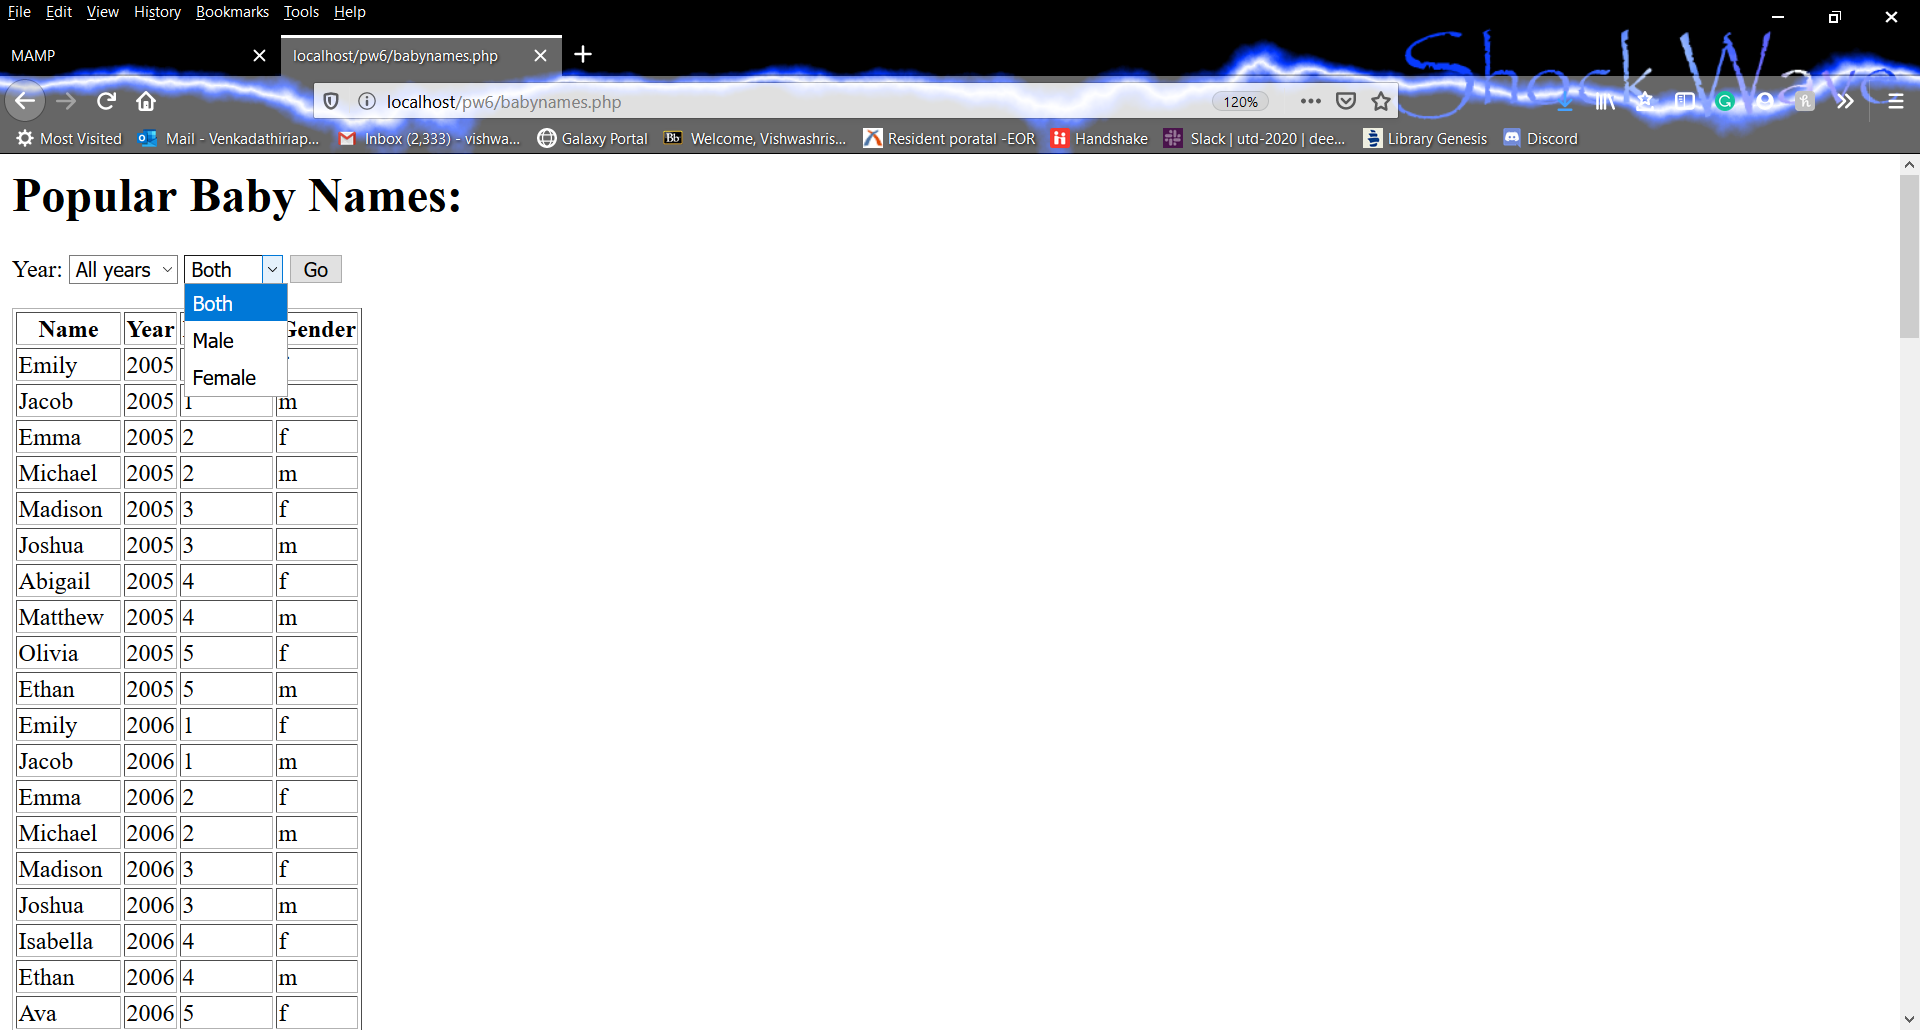 File Edit View History Bookmarks Tools Help
Shock Wave
MAMP
localhost/pw6/babynames.php
localhost/pw6/babynames.php 120%
Most Visited Mail - Venkadathiriap... Inbox (2,333) - vishwa... Galaxy Portal Bb Welcome, Vishwashris... Resident poratal -EOR Handshake Slack | utd-2020 | dee... Library Genesis Discord
Popular Baby Names:
Year: All years Both Go
Both
Male
Female
Name Year Gender
Emily 2005
Jacob 2005 1 m
Emma 2005 2 f
Michael 2005 2 m
Madison 2005 3 f
Joshua 2005 3 m
Abigail 2005 4 f
Matthew 2005 4 m
Olivia 2005 5 f
Ethan 2005 5 m
Emily 2006 1 f
Jacob 2006 1 m
Emma 2006 2 f
Michael 2006 2 m
Madison 2006 3 f
Joshua 2006 3 m
Isabella 2006 4 f
Ethan 2006 4 m
Ava 2006 5 f